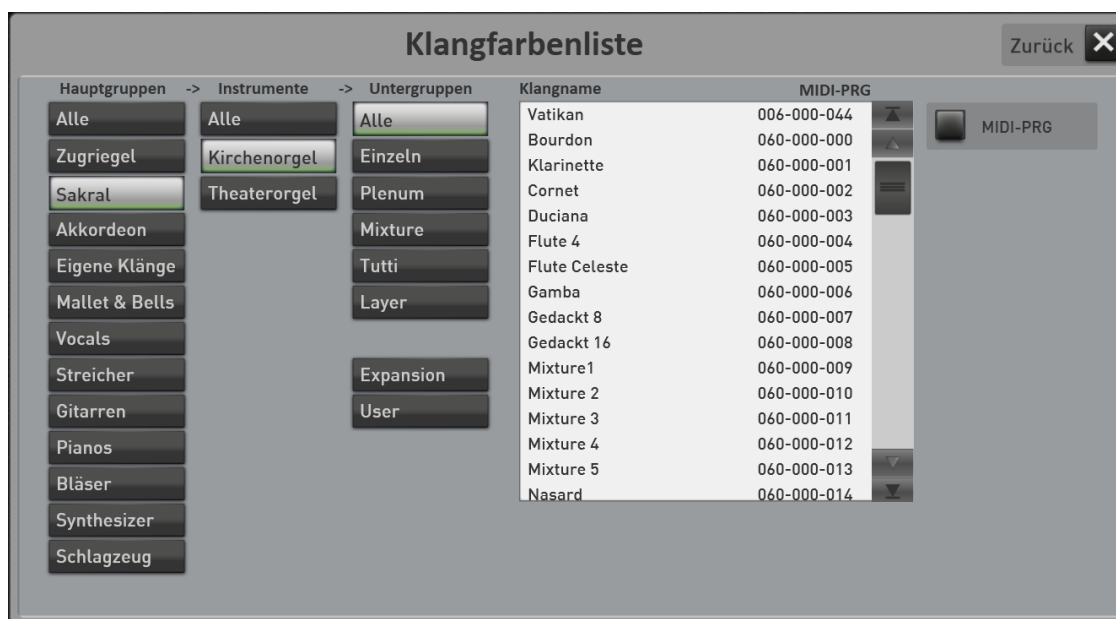 Klangfarbenliste
Zurück
Hauptgruppen -> Instrumente -> Untergruppen
Klangname MIDI-PRG
Alle
Zugriegel
Sakral
Akkordeon
Eigene Klänge
Mallet & Bells
Vocals
Streicher
Gitarren
Pianos
Bläser
Synthesizer
Schlagzeug
Alle
Kirchenorgel
Theaterorgel
Alle
Einzeln
Plenum
Mixture
Tutti
Layer
Expansion
User
Vatikan 006-000-044
Bourdon 060-000-000
Klarinette 060-000-001
Cornet 060-000-002
Duciana 060-000-003
Flute 4 060-000-004
Flute Celeste 060-000-005
Gamba 060-000-006
Gedackt 8 060-000-007
Gedackt 16 060-000-008
Mixture1 060-000-009
Mixture 2 060-000-010
Mixture 3 060-000-011
Mixture 4 060-000-012
Mixture 5 060-000-013
Nasard 060-000-014
MIDI-PRG